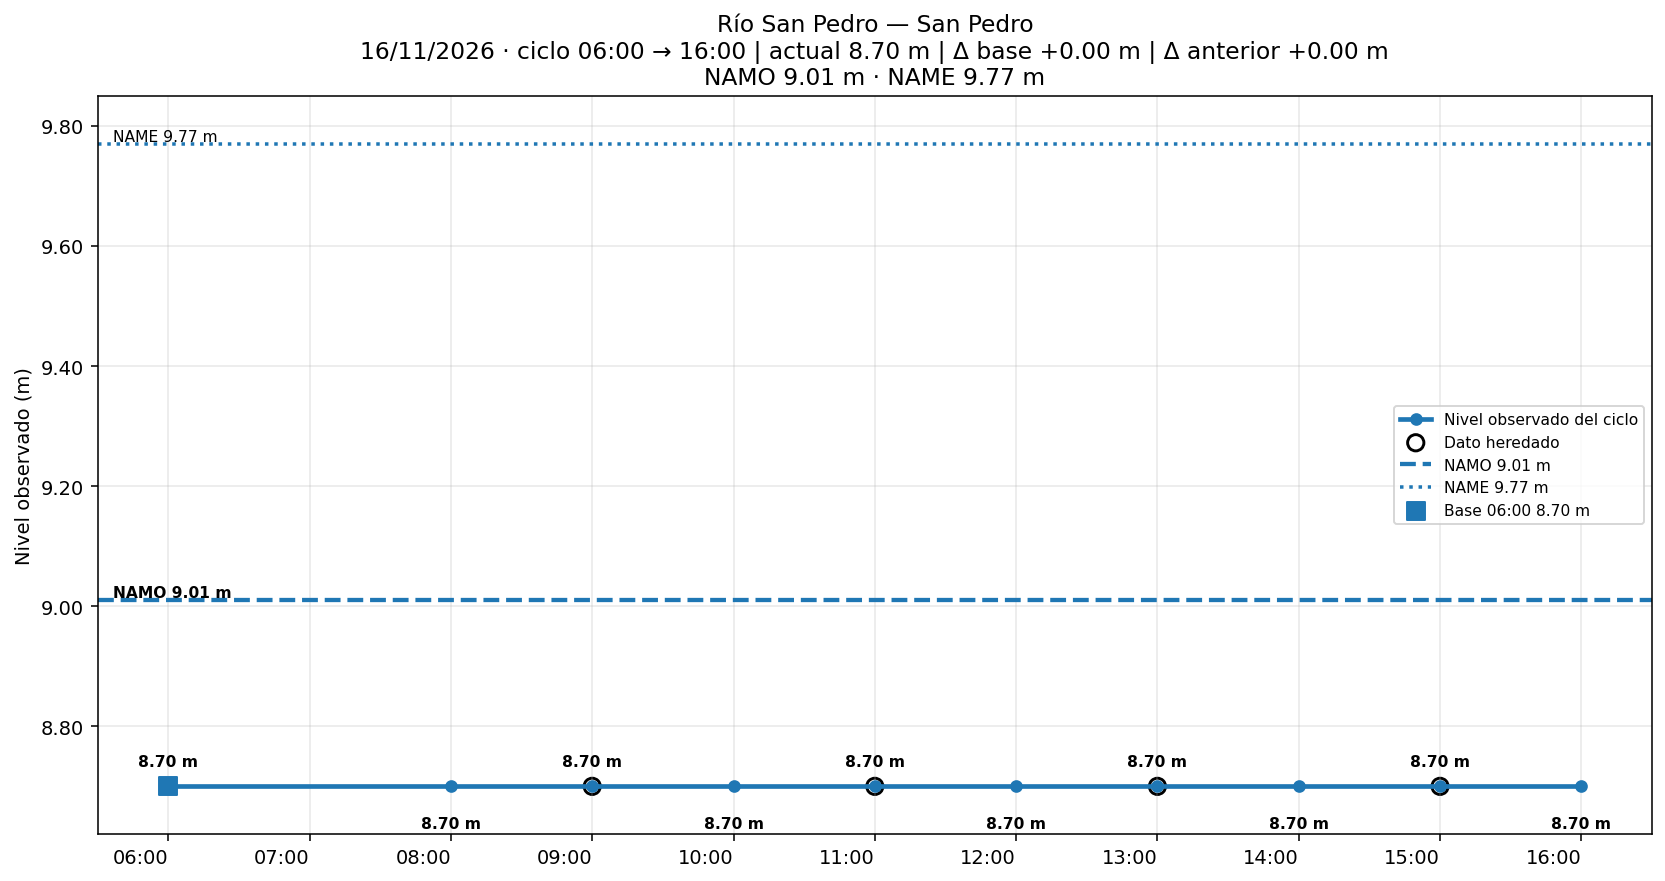 Río San Pedro — San Pedro
16/11/2026 · ciclo 06:00 → 16:00 | actual 8.70 m | Δ base +0.00 m | Δ anterior +0.00 m
NAMO 9.01 m · NAME 9.77 m
Nivel observado (m)
9.80
9.60
9.40
9.20
9.00
8.80
NAME 9.77 m
NAMO 9.01 m
Nivel observado del ciclo
Dato heredado
NAMO 9.01 m
NAME 9.77 m
Base 06:00 8.70 m
8.70 m 8.70 m 8.70 m 8.70 m 8.70 m
8.70 m 8.70 m 8.70 m 8.70 m 8.70 m
06:00 07:00 08:00 09:00 10:00 11:00 12:00 13:00 14:00 15:00 16:00